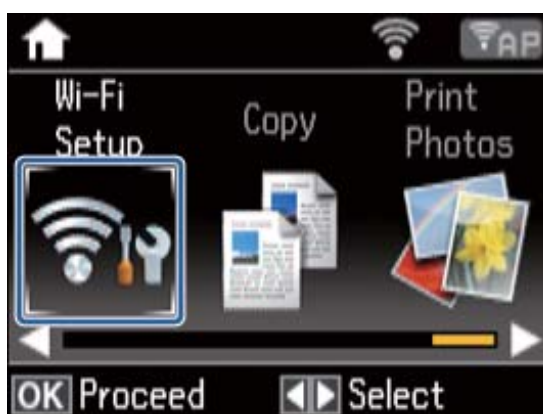 AP
Wi-Fi Setup
Copy
Print Photos
OK Proceed
Select